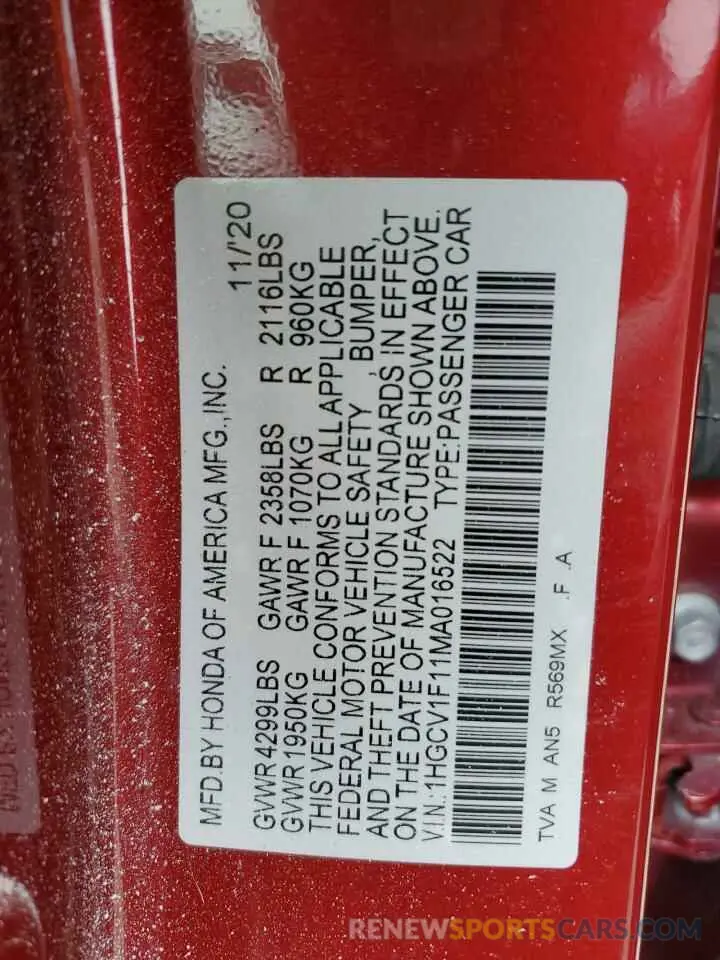 MFD.BY HONDA OF AMERICA MFG.,INC. 11/'20
GVWR 4299LBS GAWR F 2358LBS R 2116LBS
GVWR1950KG GAWR F 1070KG R 960KG
THIS VEHICLE CONFORMS TO ALL APPLICABLE
FEDERAL MOTOR VEHICLE SAFETY , BUMPER,
AND THEFT PREVENTION STANDARDS IN EFFECT
ON THE DATE OF MANUFACTURE SHOWN ABOVE.
V.I.N.:1HGCV1F11MA016522 TYPE:PASSENGER CAR
TVA M AN5 R569MX .F .A
RENEWSPORTSCARS.COM